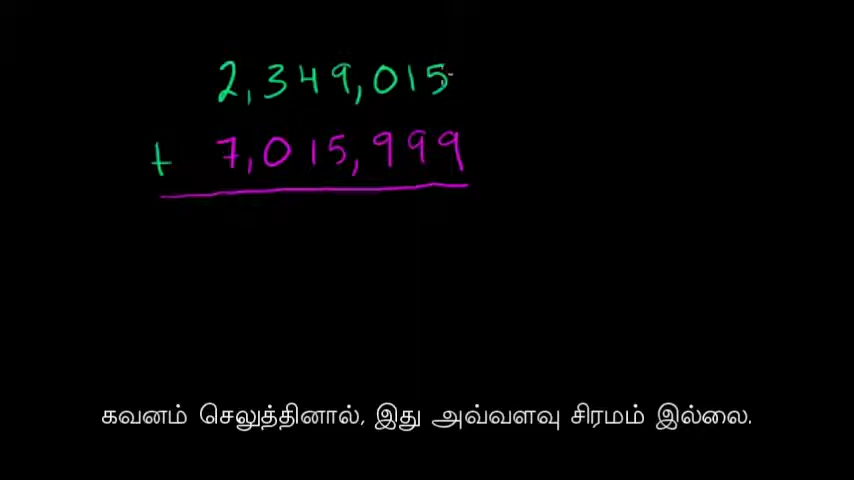 2,349,015
+ 7,015,999
கவனம் செலுத்தினால், இது அவ்வளவு சிரமம் இல்லை.